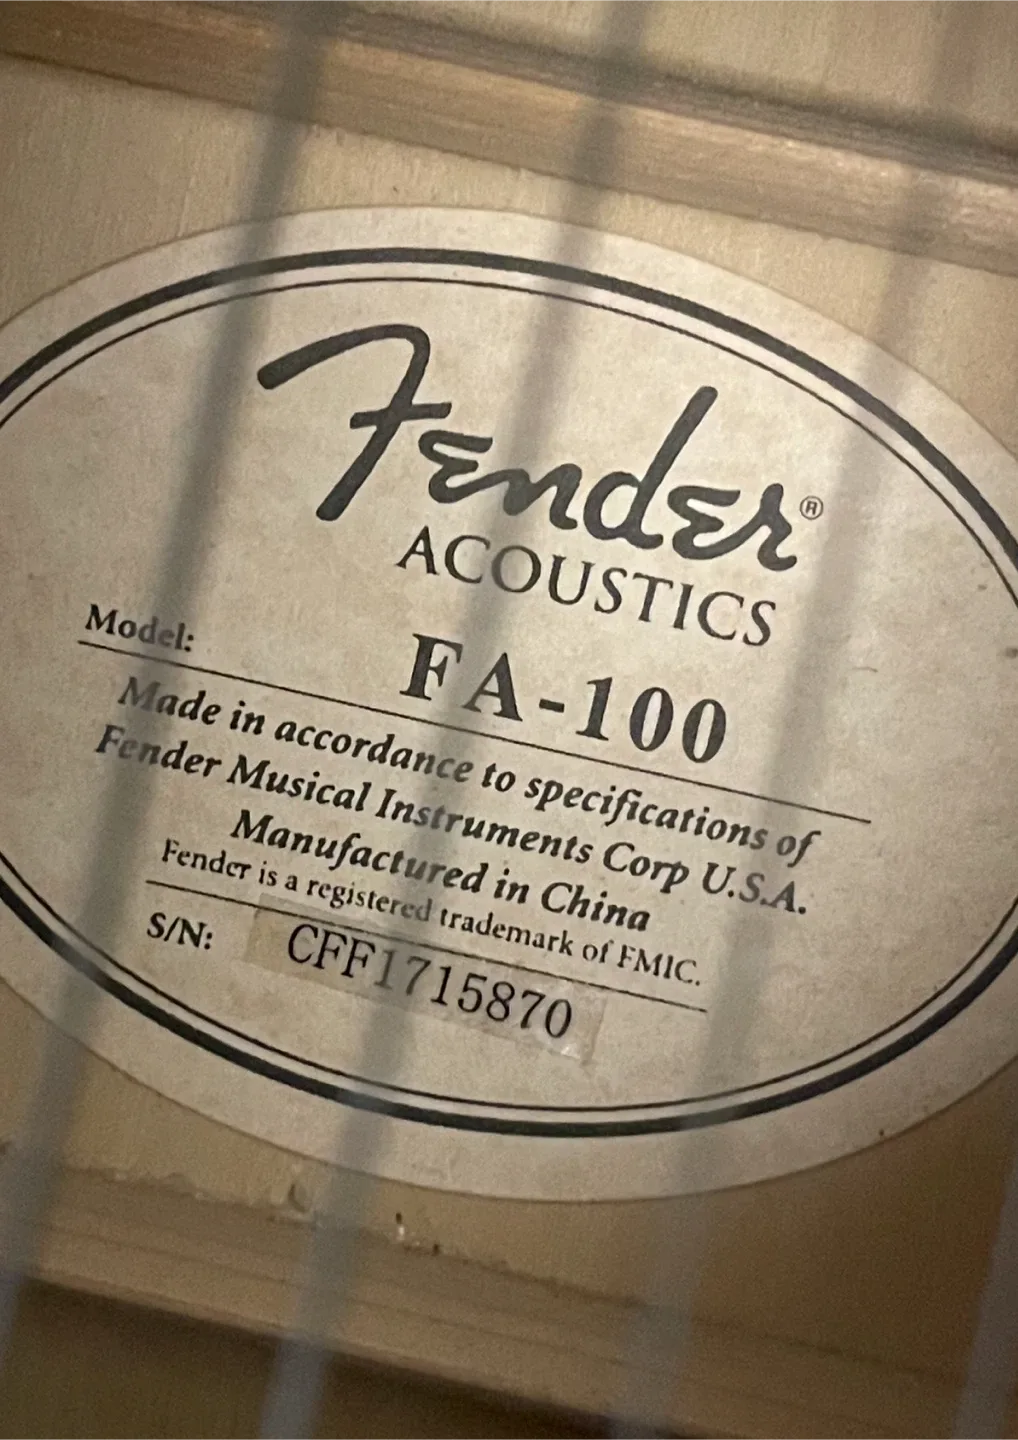 Fender®
ACOUSTICS
Model: FA-100
Made in accordance to specifications of
Fender Musical Instruments Corp U.S.A.
Manufactured in China
Fender is a registered trademark of FMIC.
S/N: CFF1715870